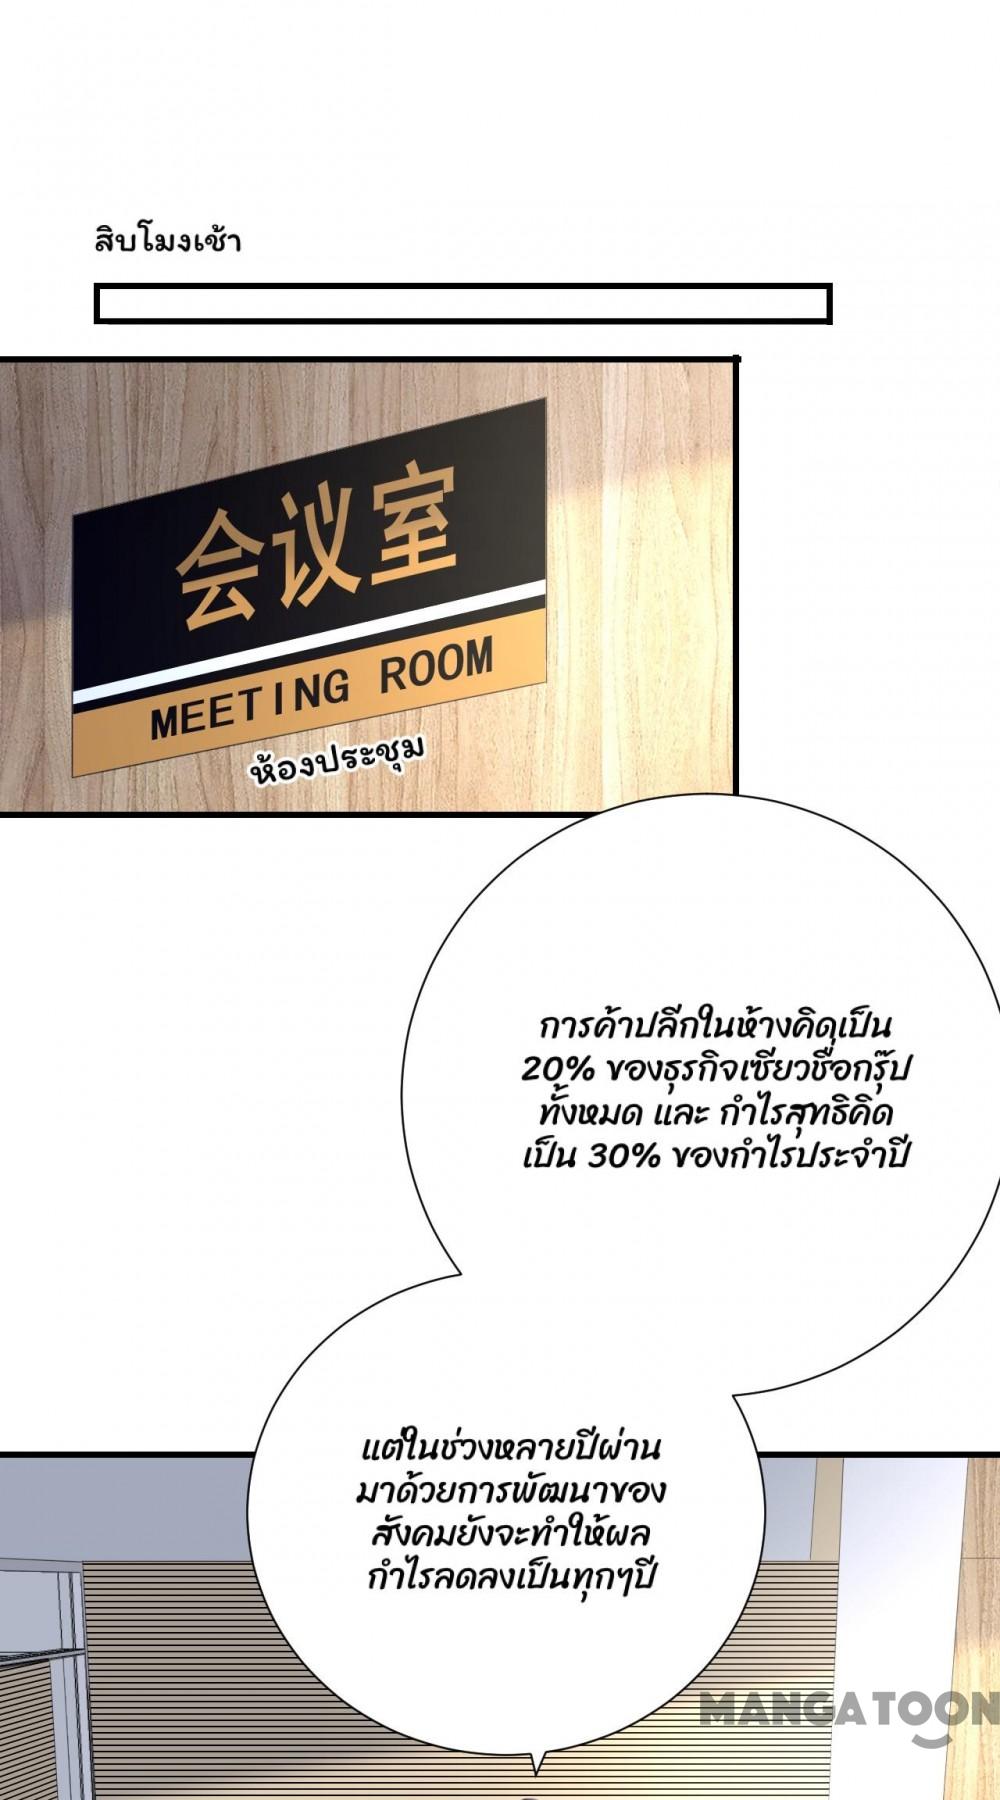 สิบโมงเช้า
会议室
MEETING ROOM
ห้องประชุม
การค้าปลีกในห้างคิดเป็น
20% ของธุรกิจเซียวชื่อกรุ๊ป
ทั้งหมด และ กำไรสุทธิคิด
เป็น 30% ของกำไรประจำปี
แต่ในช่วงหลายปีผ่าน
มาด้วยการพัฒนาของ
สังคมยังจะทำให้ผล
กำไรลดลงเป็นทุกๆปี
MANGATOON